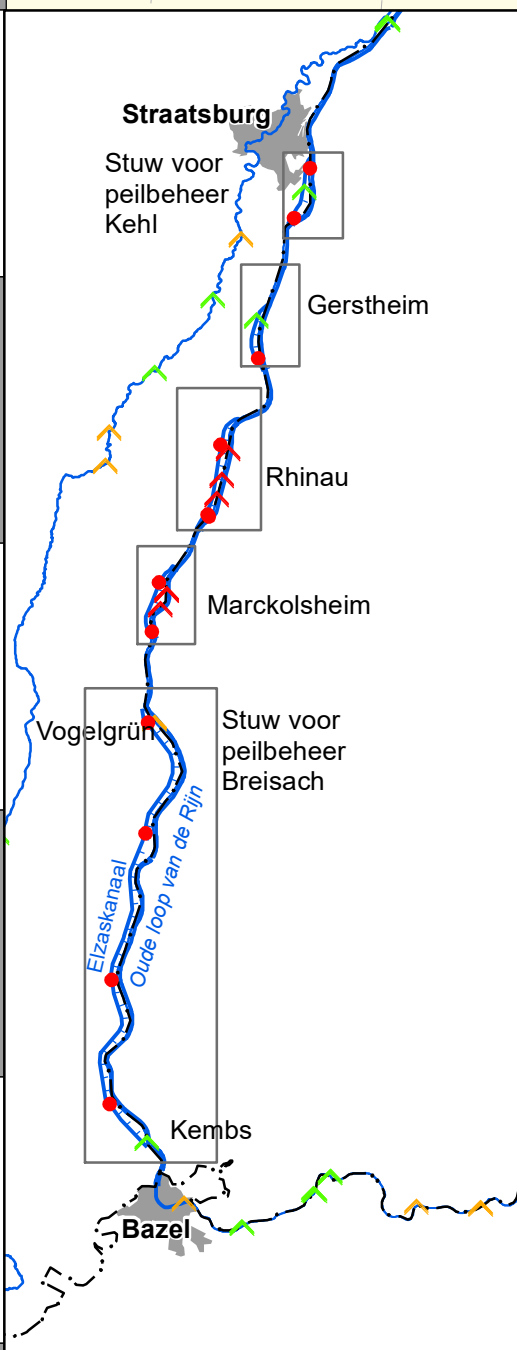 Straatsburg
Stuw voor
peilbeheer
Kehl
Gerstheim
Rhinau
Marckolsheim
Vogelgrün
Stuw voor
peilbeheer
Breisach
Elzaskanaal
Oude loop van de Rijn
Kembs
Bazel